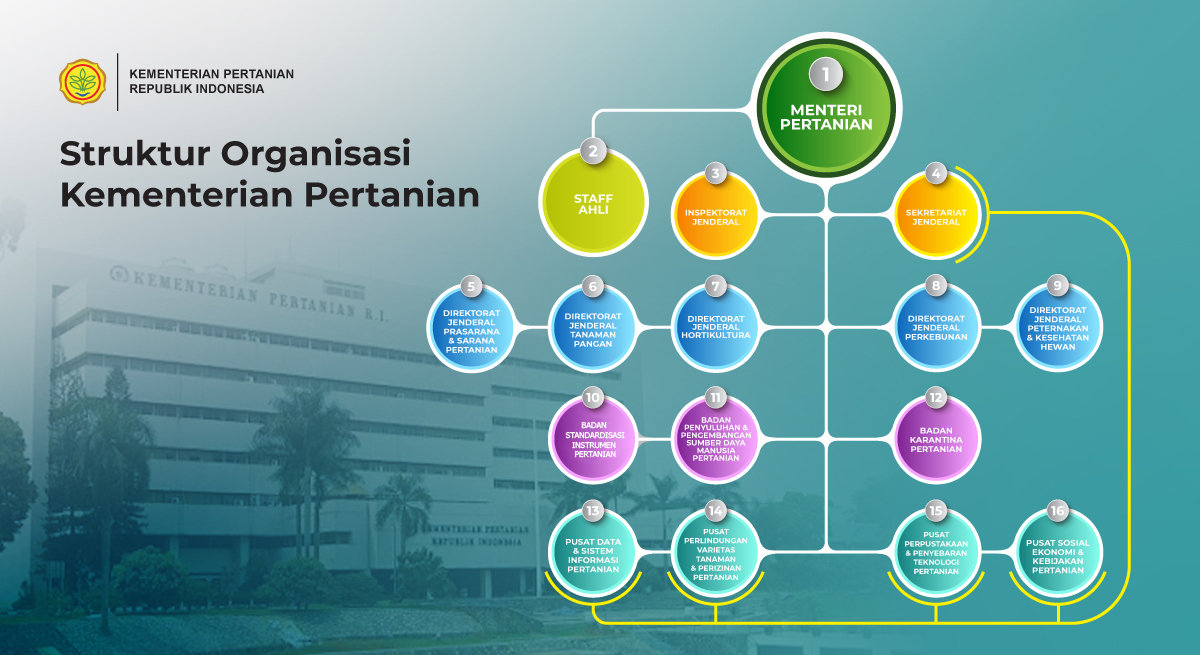 KEMENTERIAN PERTANIAN
REPUBLIK INDONESIA
Struktur Organisasi
Kementerian Pertanian
KEMENTERIAN PERTANIAN R.I.
KEMENTERIAN PERTANIAN
REPUBLIK INDONESIA
1
MENTERI
PERTANIAN
2
STAFF
AHLI
3
INSPEKTORAT
JENDERAL
4
SEKRETARIAT
JENDERAL
5
DIREKTORAT
JENDERAL
PRASARANA
& SARANA
PERTANIAN
6
DIREKTORAT
JENDERAL
TANAMAN
PANGAN
7
DIREKTORAT
JENDERAL
HORTIKULTURA
8
DIREKTORAT
JENDERAL
PERKEBUNAN
9
DIREKTORAT
JENDERAL
PETERNAKAN
& KESEHATAN
HEWAN
10
BADAN
STANDARDISASI
INSTRUMEN
PERTANIAN
11
BADAN
PENYULUHAN &
PENGEMBANGAN
SUMBER DAYA
MANUSIA
PERTANIAN
12
BADAN
KARANTINA
PERTANIAN
13
PUSAT DATA
& SISTEM
INFORMASI
PERTANIAN
14
PUSAT
PERLINDUNGAN
VARIETAS
TANAMAN
& PERIZINAN
PERTANIAN
15
PUSAT
PERPUSTAKAAN
& PENYEBARAN
TEKNOLOGI
PERTANIAN
16
PUSAT SOSIAL
EKONOMI &
KEBIJAKAN
PERTANIAN